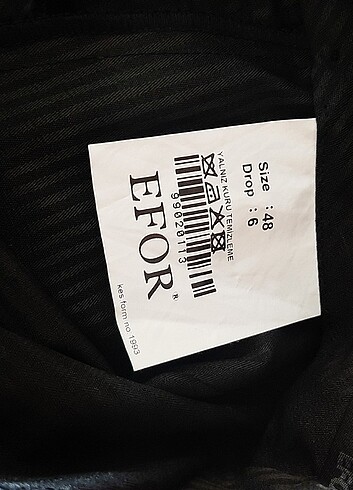 Size : 48
Drop : 6
YALNIZ KURU TEMİZLEME
99020113
EFOR®
kes.form no 1993